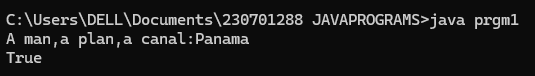 C:\Users\DELL\Documents\230701288 JAVAPROGRAMS>java prgm1
A man,a plan,a canal:Panama
True